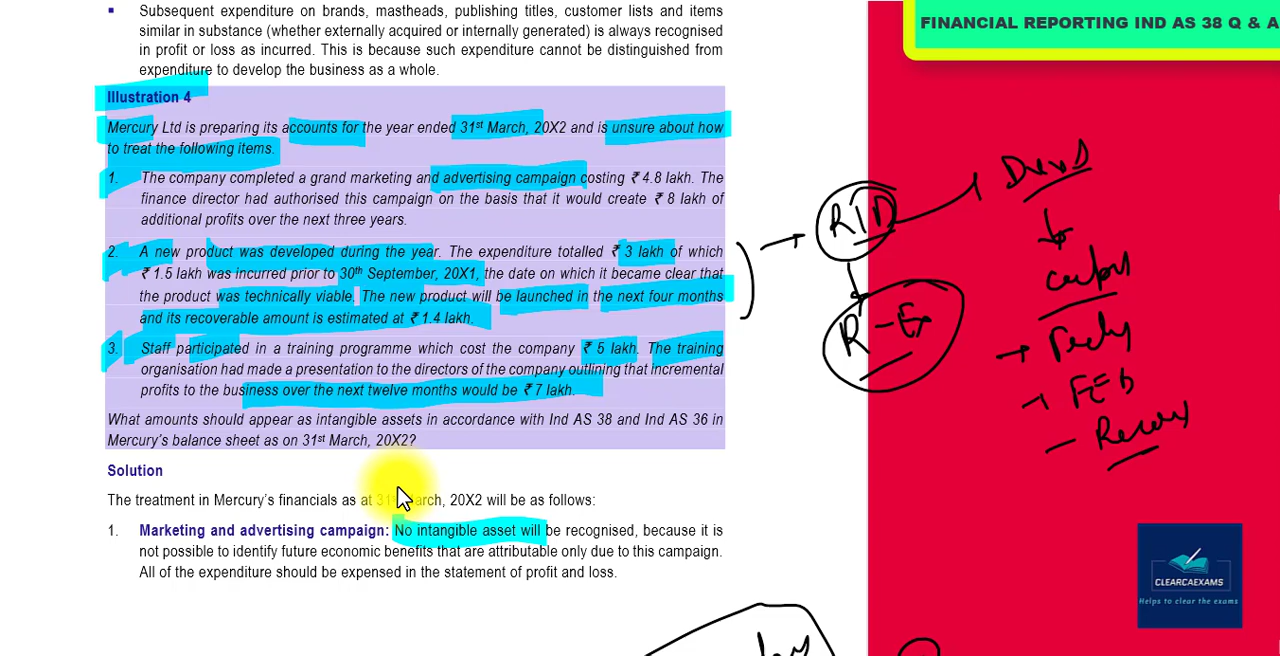 Subsequent expenditure on brands, mastheads, publishing titles, customer lists and items
similar in substance (whether externally acquired or internally generated) is always recognised
in profit or loss as incurred. This is because such expenditure cannot be distinguished from
expenditure to develop the business as a whole.
FINANCIAL REPORTING IND AS 38 Q & A
Illustration 4
Mercury Ltd is preparing its accounts for the year ended 31st March, 20X2 and is unsure about how
to treat the following items.
1. The company completed a grand marketing and advertising campaign costing ₹ 4.8 lakh. The
finance director had authorised this campaign on the basis that it would create ₹ 8 lakh of
additional profits over the next three years.
2. A new product was developed during the year. The expenditure totalled ₹ 3 lakh of which
₹ 1.5 lakh was incurred prior to 30th September, 20X1, the date on which it became clear that
the product was technically viable. The new product will be launched in the next four months
and its recoverable amount is estimated at ₹ 1.4 lakh.
3. Staff participated in a training programme which cost the company ₹ 5 lakh. The training
organisation had made a presentation to the directors of the company outlining that incremental
profits to the business over the next twelve months would be ₹ 7 lakh.
What amounts should appear as intangible assets in accordance with Ind AS 38 and Ind AS 36 in
Mercury's balance sheet as on 31st March, 20X2?
Solution
The treatment in Mercury's financials as at 31st March, 20X2 will be as follows:
1. Marketing and advertising campaign: No intangible asset will be recognised, because it is
not possible to identify future economic benefits that are attributable only due to this campaign.
All of the expenditure should be expensed in the statement of profit and loss.
R/D
R - Ex
FEB
CLEARCAEXAMS
Helps to clear the exams